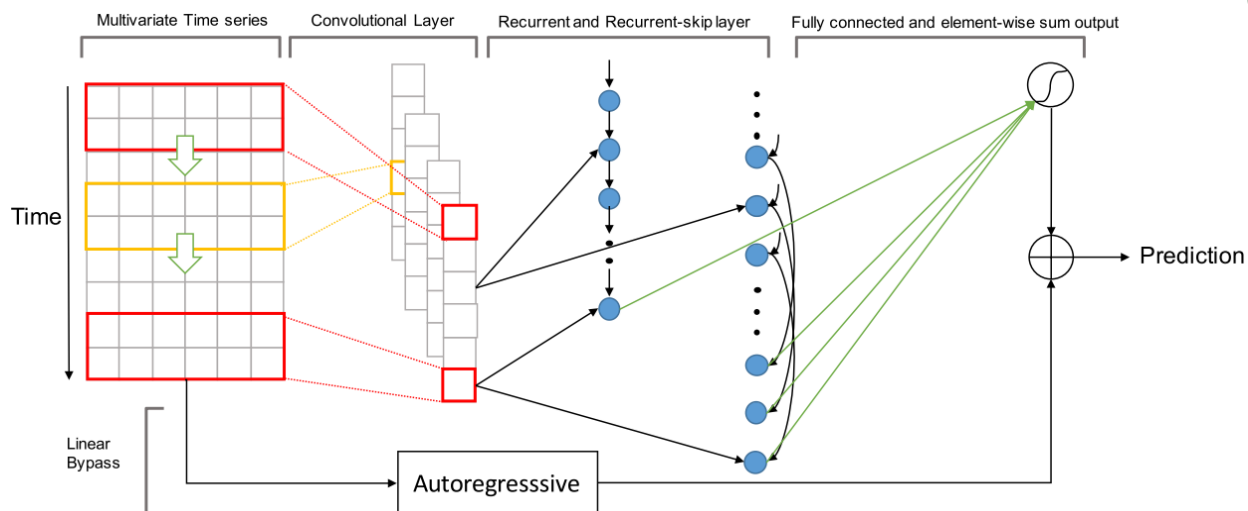 Multivariate Time series
Convolutional Layer
Recurrent and Recurrent-skip layer
Fully connected and element-wise sum output
Time
Prediction
Linear
Bypass
Autoregresssive